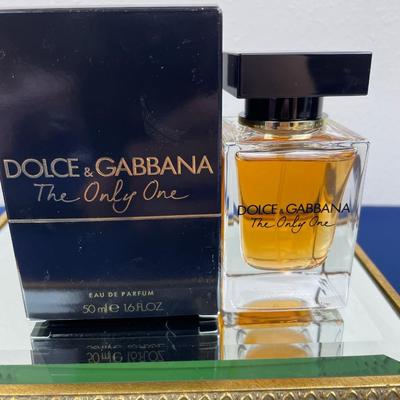 DOLCE & GABBANA
The Only One
EAU DE PARFUM
50 ml ℮ 1.6 FL.OZ.
DOLCE & GABBANA
The Only One